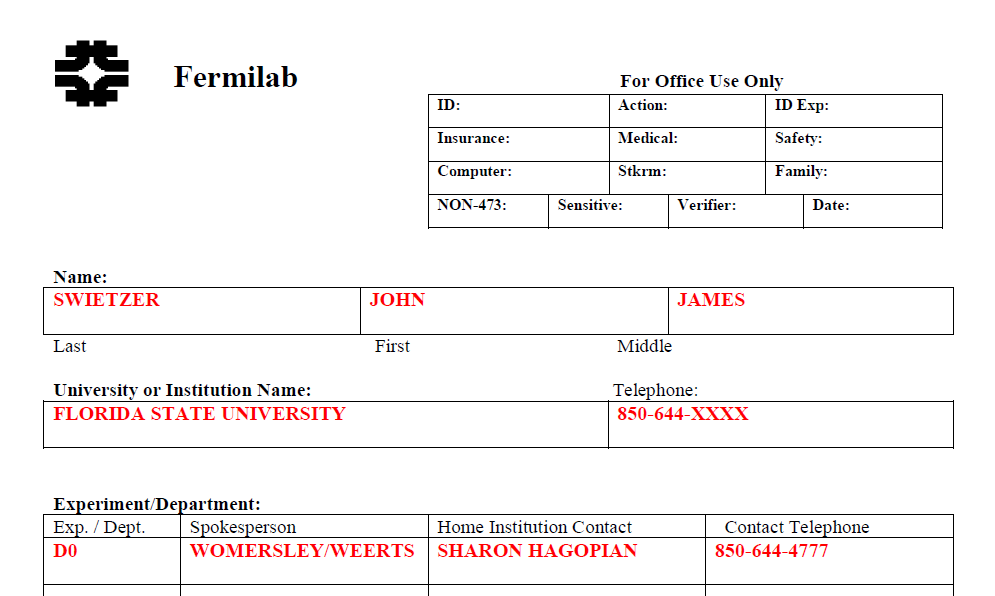 Fermilab
For Office Use Only
ID: Action: ID Exp:
Insurance: Medical: Safety:
Computer: Stkrm: Family:
NON-473: Sensitive: Verifier: Date:
Name:
SWIETZER JOHN JAMES
Last First Middle
University or Institution Name: Telephone:
FLORIDA STATE UNIVERSITY 850-644-XXXX
Experiment/Department:
Exp. / Dept. Spokesperson Home Institution Contact Contact Telephone
D0 WOMERSLEY/WEERTS SHARON HAGOPIAN 850-644-4777